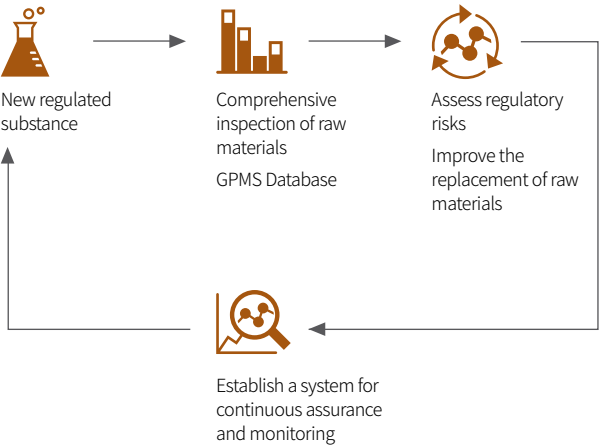 New regulated
substance
Comprehensive
inspection of raw
materials
GPMS Database
Assess regulatory
risks
Improve the
replacement of raw
materials
Establish a system for
continuous assurance
and monitoring